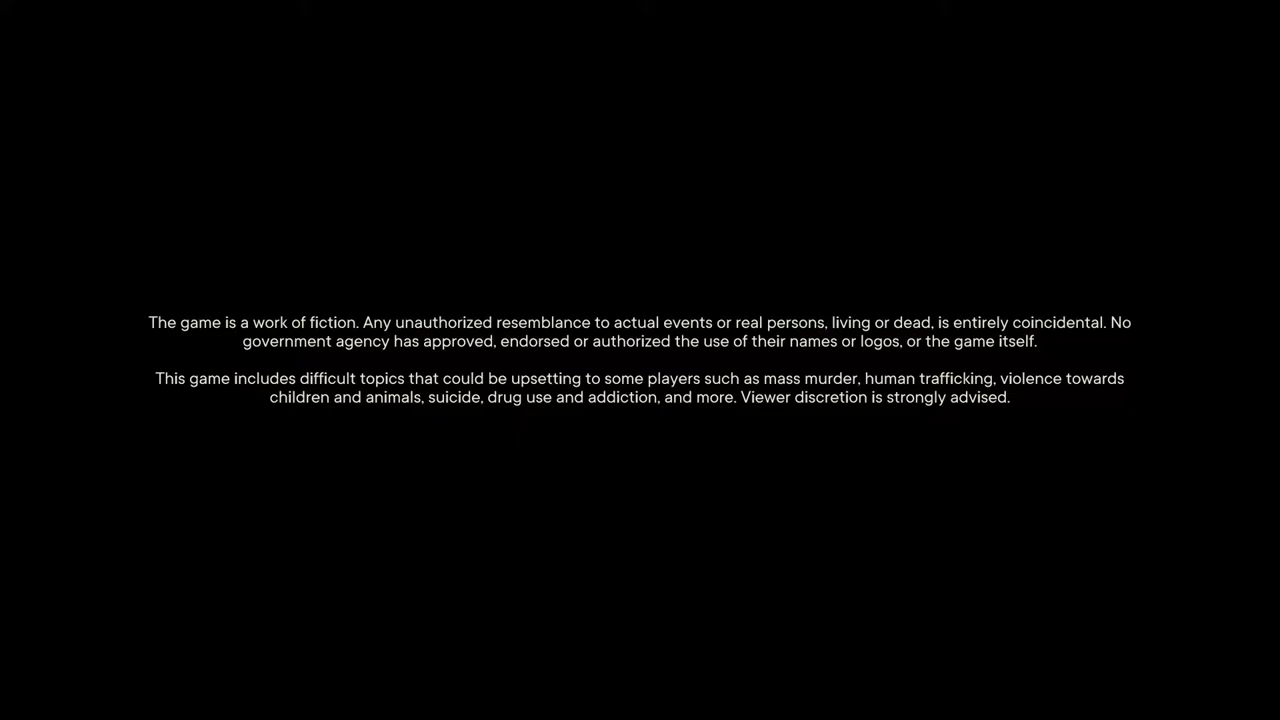 The game is a work of fiction. Any unauthorized resemblance to actual events or real persons, living or dead, is entirely coincidental. No
government agency has approved, endorsed or authorized the use of their names or logos, or the game itself.
This game includes difficult topics that could be upsetting to some players such as mass murder, human trafficking, violence towards
children and animals, suicide, drug use and addiction, and more. Viewer discretion is strongly advised.